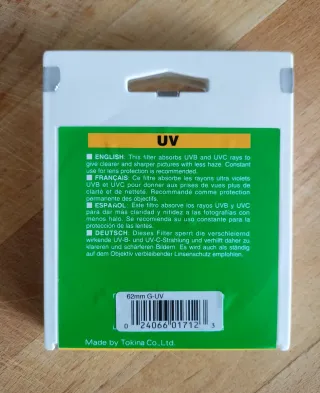 UV
ENGLISH: This filter absorbs UVB and UVC rays to
give clearer and sharper pictures with less haze. Constant
use for lens protection is recommended.
FRANÇAIS: Ce filtre absorbe les rayons ultra violets
UVB et UVC pour donner aux prises de vues plus de
clarté et de netteté. Recommendé comme protection
permanente des objectifs.
ESPAÑOL: Este filtro absorve los rayos UVB y UVC
para dar mas claridad y nitidez a las fotografias con
menos halo. Se recomienda su uso constante para la
protección de las lentes.
DEUTSCH: Dieses Filter sperrt die verschleierend
wirkende UV-B- und UV-C-Strahlung und verhilft daher zu
klareren und schärferen Bildern. Es wird auch als ständig
auf dem Objektiv verbleibender Linsenschutz empfohlen.
62mm G-UV
0 24066 01712 3
Made by Tokina Co.,Ltd.